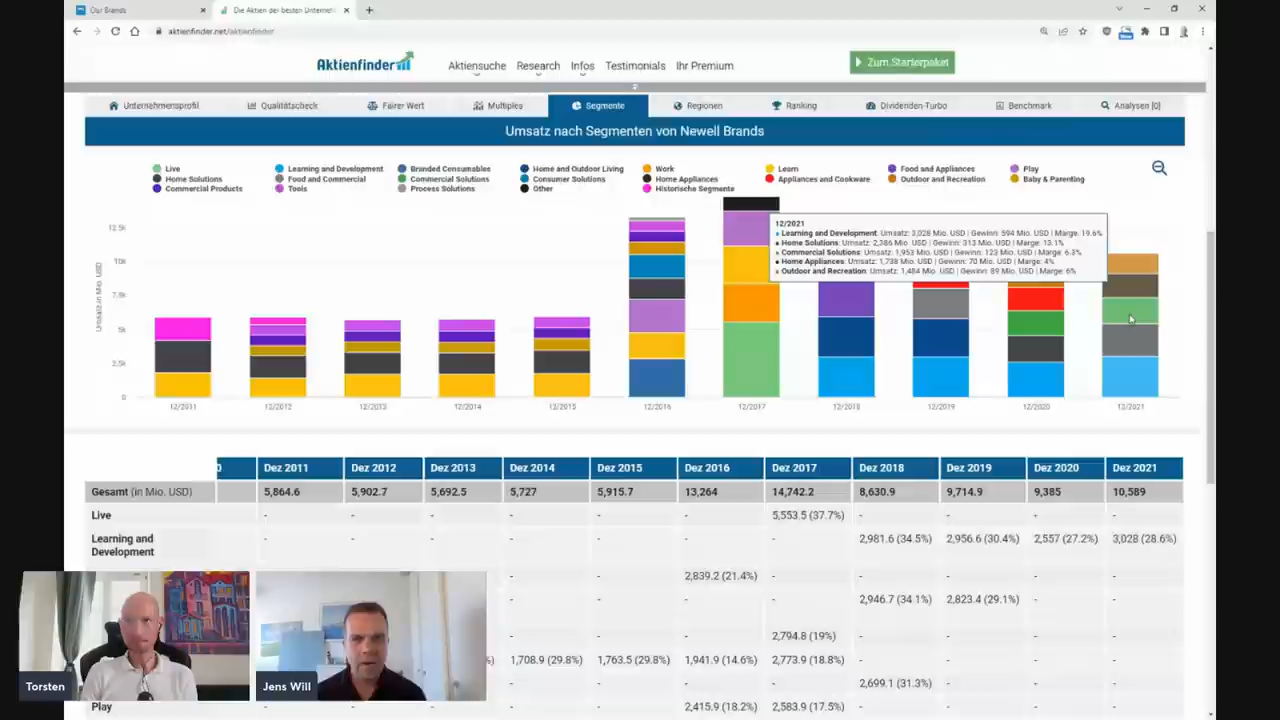 Our Brands
Die Aktien der besten Unterneh
aktienfinder.net/aktienfinder
Aktienfinder
Aktiensuche Research Infos Testimonials Ihr Premium
Zum Starterpaket
Unternehmensprofil Qualitätscheck Fairer Wert Multiples Segmente Regionen Ranking Dividenden-Turbo Benchmark Analysen [0]
Umsatz nach Segmenten von Newell Brands
Live Learning and Development Branded Consumables Home and Outdoor Living Work Learn Food and Appliances Play
Home Solutions Food and Commercial Commercial Solutions Consumer Solutions Home Appliances Appliances and Cookware Outdoor and Recreation Baby & Parenting
Commercial Products Tools Process Solutions Other Historische Segmente
Umsatz in Mio. USD
12.5k
10k
7.5k
5k
2.5k
0
12/2021
Learning and Development: Umsatz: 3,028 Mio. USD | Gewinn: 594 Mio. USD | Marge: 19.6%
Home Solutions: Umsatz: 2,386 Mio. USD | Gewinn: 313 Mio. USD | Marge: 13.1%
Commercial Solutions: Umsatz: 1,953 Mio. USD | Gewinn: 123 Mio. USD | Marge: 6.3%
Home Appliances: Umsatz: 1,738 Mio. USD | Gewinn: 70 Mio. USD | Marge: 4%
Outdoor and Recreation: Umsatz: 1,484 Mio. USD | Gewinn: 89 Mio. USD | Marge: 6%
12/2011 12/2012 12/2013 12/2014 12/2015 12/2016 12/2017 12/2018 12/2019 12/2020 12/2021
0 Dez 2011 Dez 2012 Dez 2013 Dez 2014 Dez 2015 Dez 2016 Dez 2017 Dez 2018 Dez 2019 Dez 2020 Dez 2021
Gesamt (in Mio. USD) 5,864.6 5,902.7 5,692.5 5,727 5,915.7 13,264 14,742.2 8,630.9 9,714.9 9,385 10,589
Live - - - - - - 5,553.5 (37.7%) - - - -
Learning and Development - - - - - - - 2,981.6 (34.5%) 2,956.6 (30.4%) 2,557 (27.2%) 3,028 (28.6%)
- - 2,839.2 (21.4%) - - - - -
- - - - 2,946.7 (34.1%) 2,823.4 (29.1%) - -
- - - 2,794.8 (19%) - - - -
%) 1,708.9 (29.8%) 1,763.5 (29.8%) 1,941.9 (14.6%) 2,773.9 (18.8%) - - - -
- - - - 2,699.1 (31.3%) - - -
Play - - 2,415.9 (18.2%) 2,583.9 (17.5%) - - - -
Torsten
Jens Will